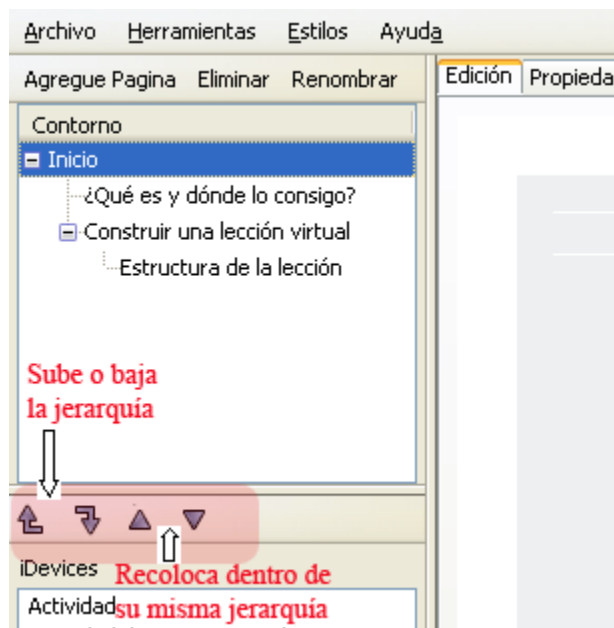 Archivo Herramientas Estilos Ayuda
Agregue Pagina Eliminar Renombrar
Edición Propieda
Contorno
Inicio
¿Qué es y dónde lo consigo?
Construir una lección virtual
Estructura de la lección
Sube o baja
la jerarquía
iDevices
Recoloca dentro de
Actividad
su misma jerarquía